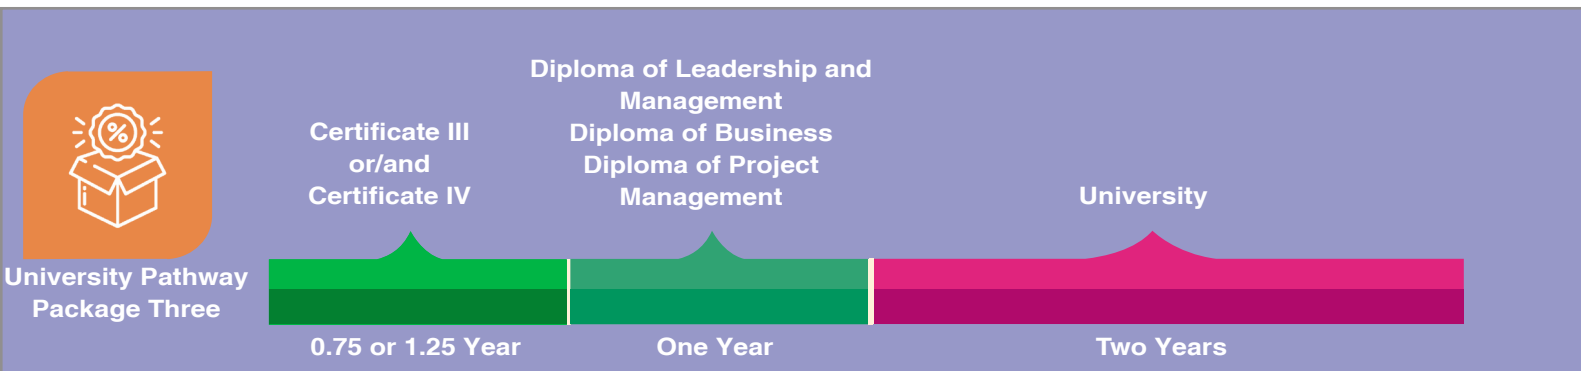 University Pathway
Package Three
Certificate III
or/and
Certificate IV
0.75 or 1.25 Year
Diploma of Leadership and
Management
Diploma of Business
Diploma of Project
Management
One Year
University
Two Years